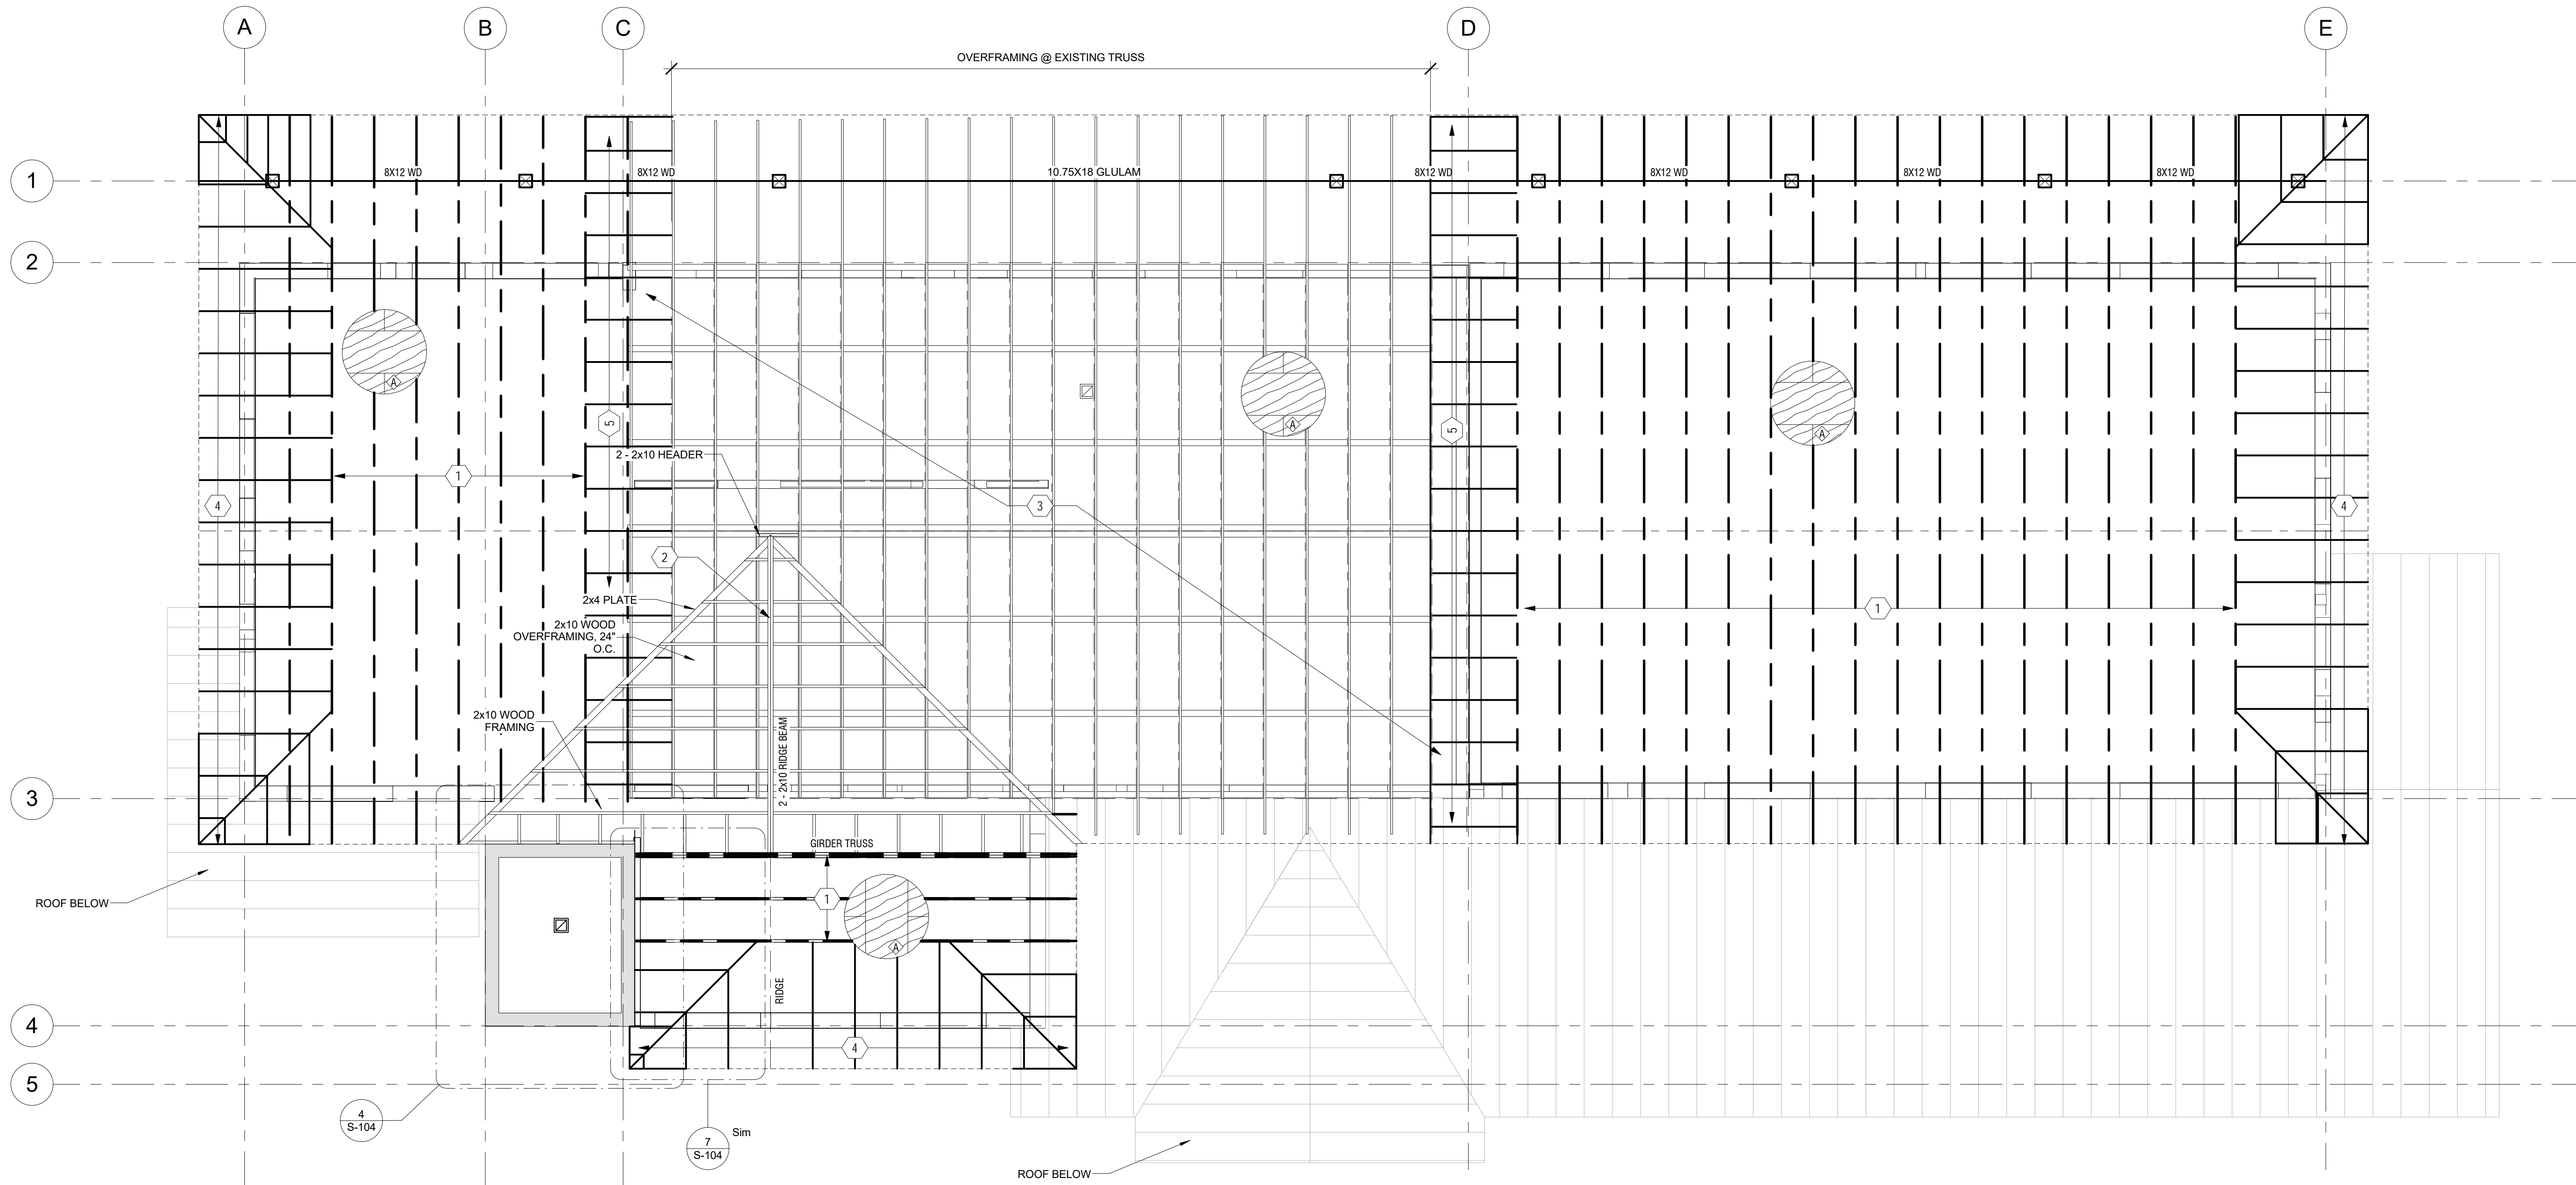 A
B
C
D
E
OVERFRAMING @ EXISTING TRUSS
1
8X12 WD
8X12 WD
10.75X18 GLULAM
8X12 WD
8X12 WD
8X12 WD
8X12 WD
2
A
A
A
5
5
2 - 2x10 HEADER
1
4
3
4
2
2x4 PLATE
1
2x10 WOOD
OVERFRAMING, 24"
O.C.
2x10 WOOD
FRAMING
2 - 2x10 RIDGE BEAM
3
GIRDER TRUSS
1
ROOF BELOW
A
RIDGE
4
4
5
4
S-104
7
S-104
Sim
ROOF BELOW